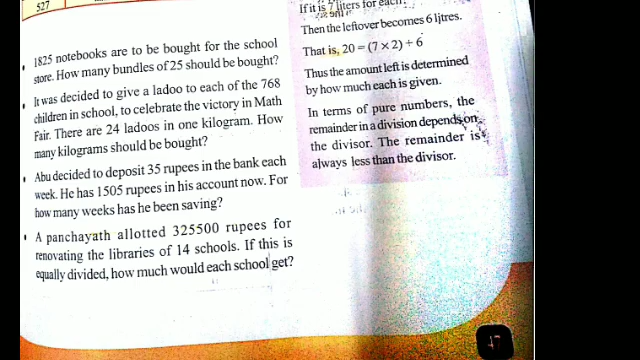 527
1825 notebooks are to be bought for the school
store. How many bundles of 25 should be bought?
It was decided to give a ladoo to each of the 768
children in school, to celebrate the victory in Math
Fair. There are 24 ladoos in one kilogram. How
many kilograms should be bought?
Abu decided to deposit 35 rupees in the bank each
week. He has 1505 rupees in his account now. For
how many weeks has he been saving?
A panchayath allotted 325500 rupees for
renovating the libraries of 14 schools. If this is
equally divided, how much would each school get?
If it is 7 liters for each,
Then the leftover becomes 6 litres.
That is, 20 = (7 × 2) + 6
Thus the amount left is determined
by how much each is given.
In terms of pure numbers, the
remainder in a division depends on
the divisor. The remainder is
always less than the divisor.
47